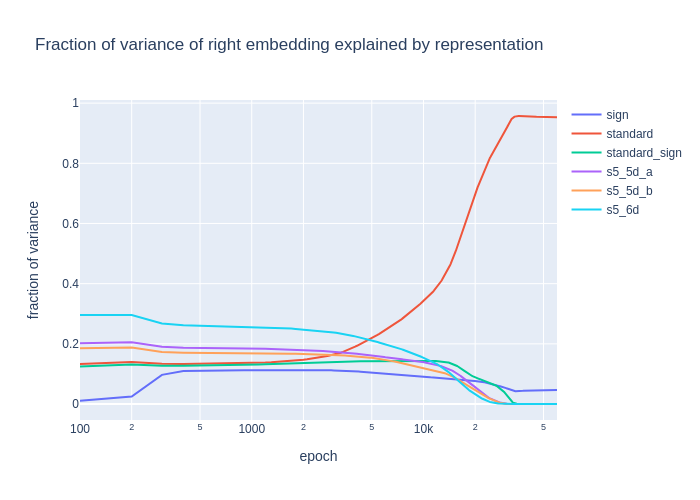 Fraction of variance of right embedding explained by representation
1
0.8
0.6
0.4
0.2
0
fraction of variance
100
2
5
1000
2
5
10k
2
5
epoch
sign
standard
standard_sign
s5_5d_a
s5_5d_b
s5_6d